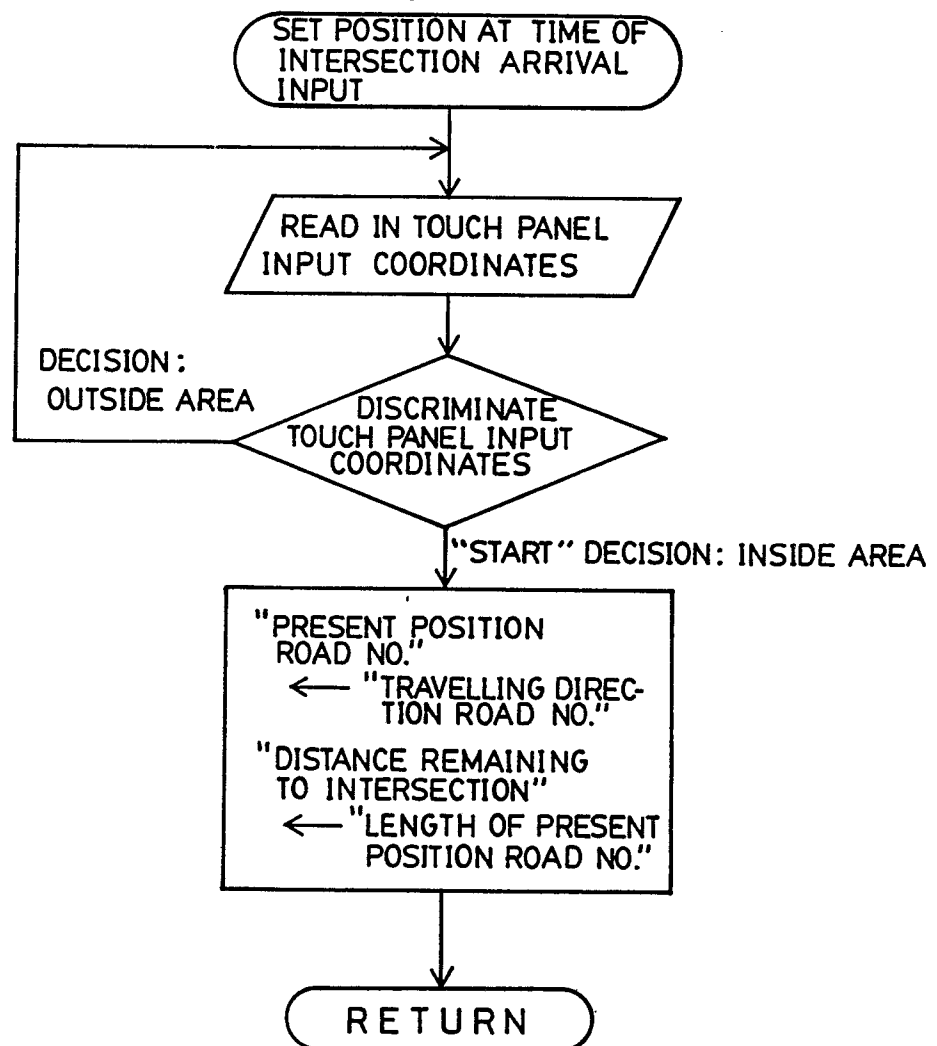 SET POSITION AT TIME OF
INTERSECTION ARRIVAL
INPUT
READ IN TOUCH PANEL
INPUT COORDINATES
DECISION:
OUTSIDE AREA
DISCRIMINATE
TOUCH PANEL INPUT
COORDINATES
"START" DECISION: INSIDE AREA
"PRESENT POSITION
ROAD NO."
← "TRAVELLING DIREC-
TION ROAD NO."
"DISTANCE REMAINING
TO INTERSECTION"
← "LENGTH OF PRESENT
POSITION ROAD NO."
RETURN